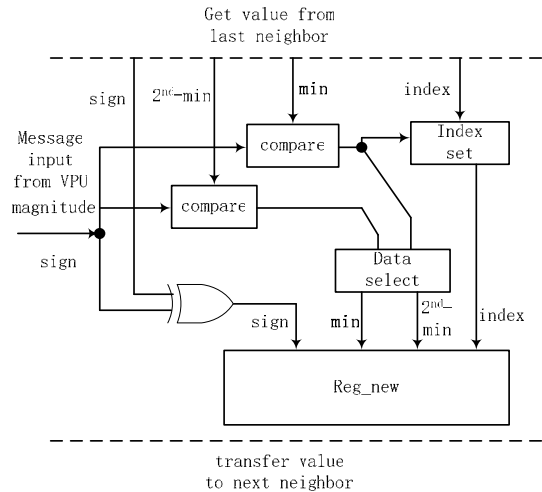 Get value from
last neighbor
sign
2nd-min
min
index
Message
input
from VPU
magnitude
sign
compare
Index
set
compare
Data
select
sign
min
2nd-
min
index
Reg_new
transfer value
to next neighbor